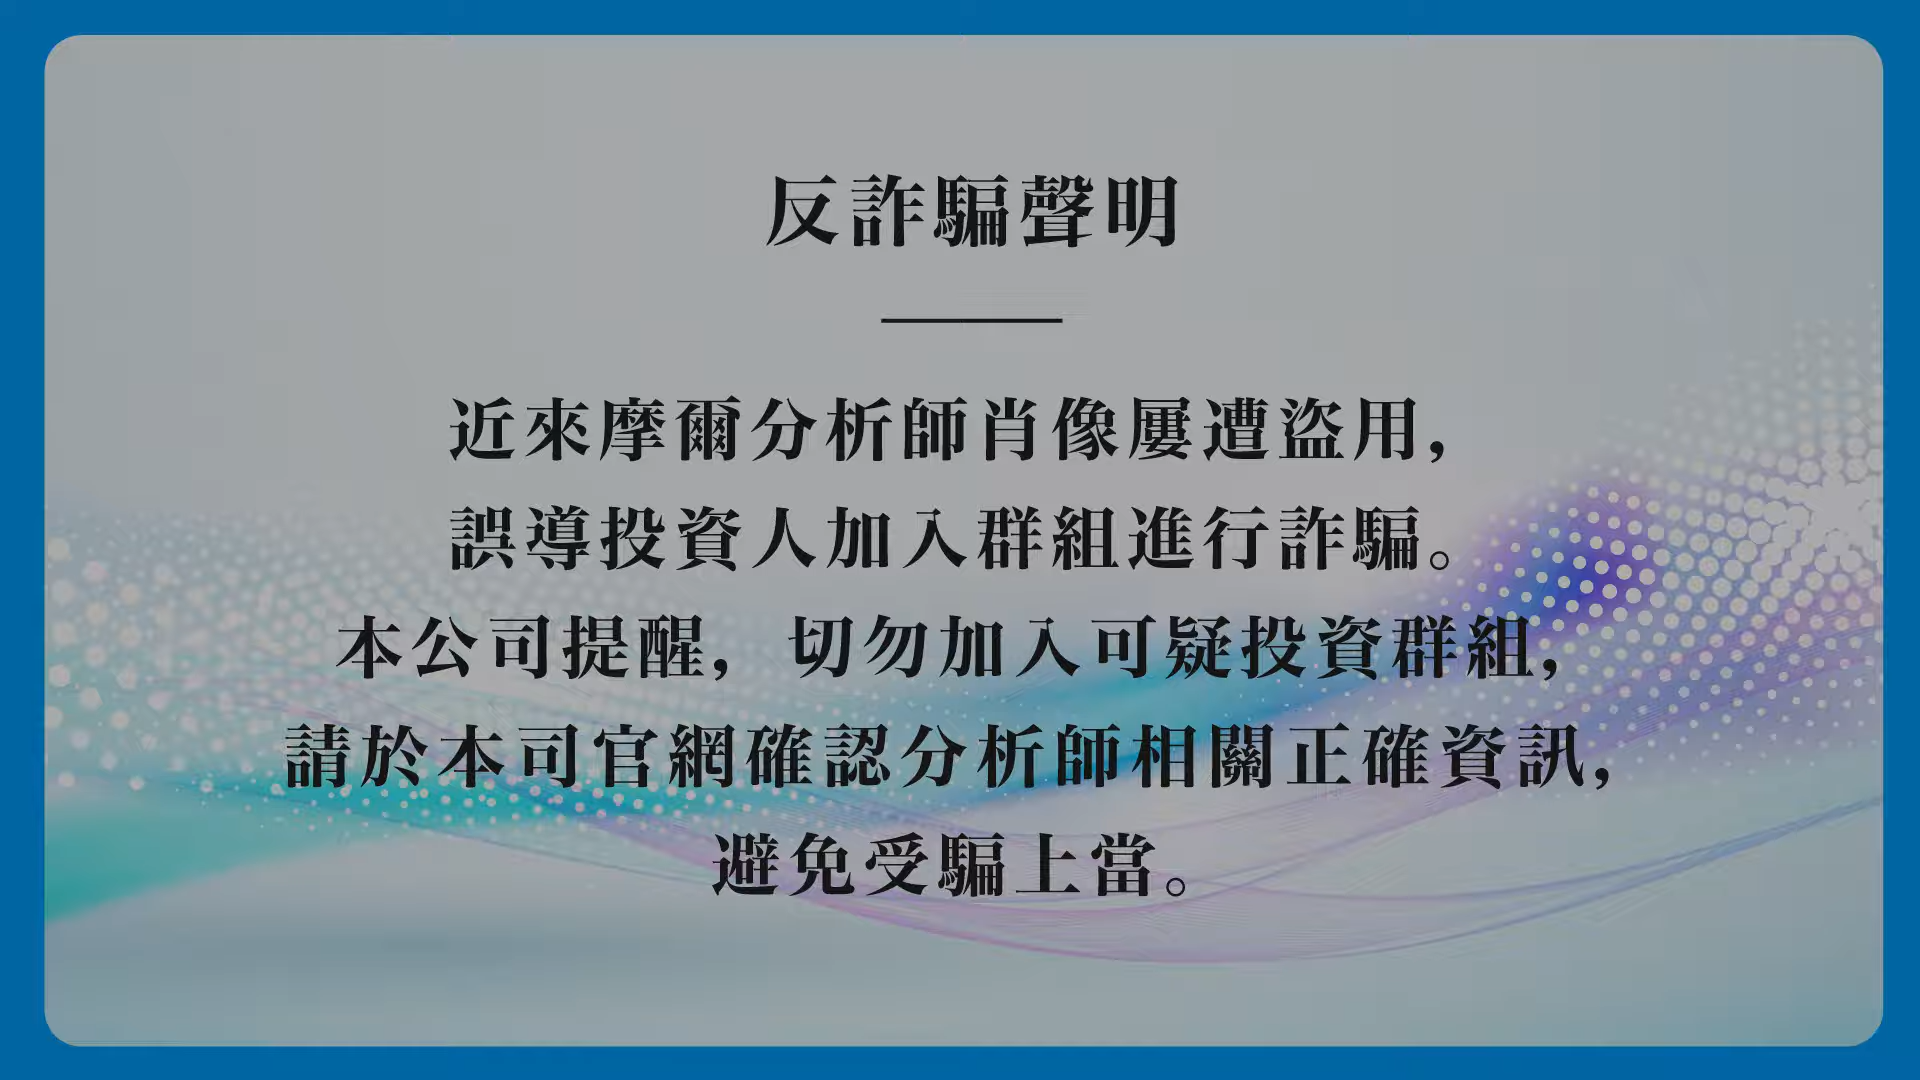 反詐騙聲明
近來摩爾分析師肖像屢遭盜用，
誤導投資人加入群組進行詐騙。
本公司提醒，切勿加入可疑投資群組，
請於本司官網確認分析師相關正確資訊，
避免受騙上當。